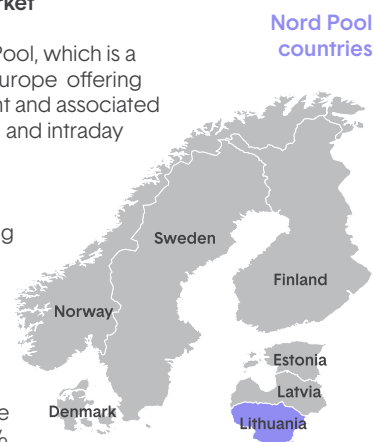 rket
Nord Pool
countries
Pool, which is a
urope offering
nt and associated
and intraday
g
Sweden
Finland
Norway
Estonia
Latvia
e
Denmark
Lithuania